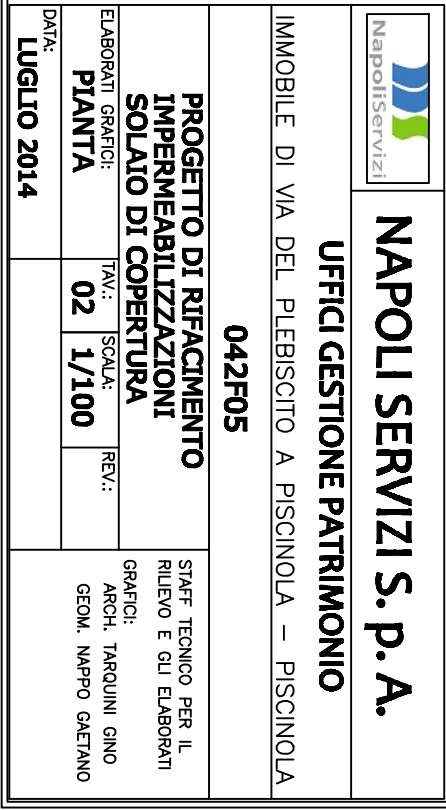 NapoliServizi
NAPOLI SERVIZI S. p. A.
UFFICI GESTIONE PATRIMONIO
IMMOBILE DI VIA DEL PLEBISCITO A PISCINOLA – PISCINOLA
042F05
PROGETTO DI RIFACIMENTO
IMPERMEABILIZZAZIONI
SOLAIO DI COPERTURA
STAFF TECNICO PER IL
RILIEVO E GLI ELABORATI
GRAFICI:
ARCH. TARQUINI GINO
GEOM. NAPPO GAETANO
ELABORATI GRAFICI:
PIANTA
TAV.:
02
SCALA:
1/100
REV.:
DATA:
LUGLIO 2014